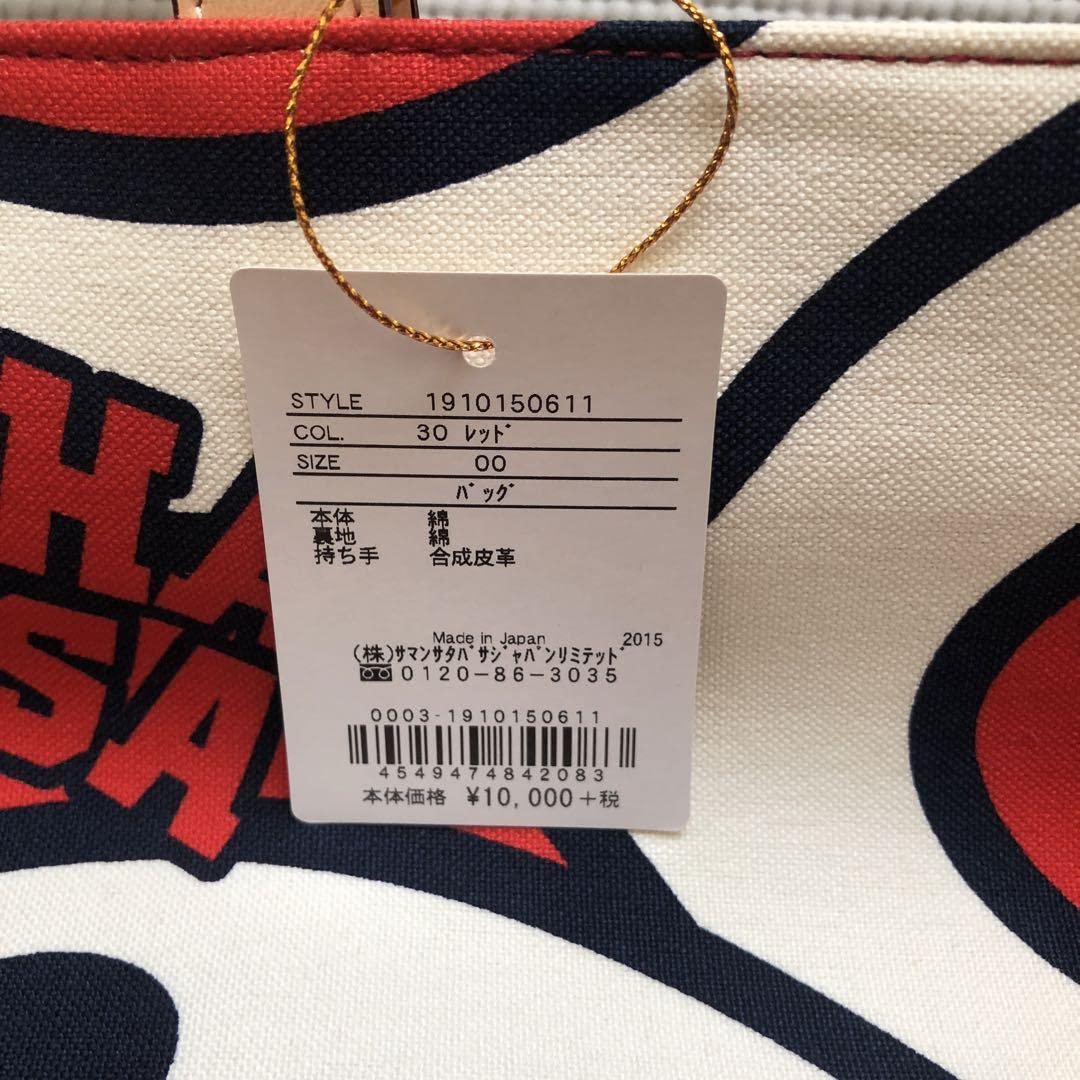 STYLE 1910150611
COL. 30 ﾚｯﾄﾞ
SIZE 00
ﾊﾞｯｸﾞ
本体 綿
裏地 綿
持ち手 合成皮革
Made in Japan 2015
(株)ｻﾏﾝｻﾀﾊﾞｻｼﾞｬﾊﾟﾝﾘﾐﾃｯﾄﾞ
0120-86-3035
0003-1910150611
4549474842083
本体価格 ¥10,000+税
HA
SA